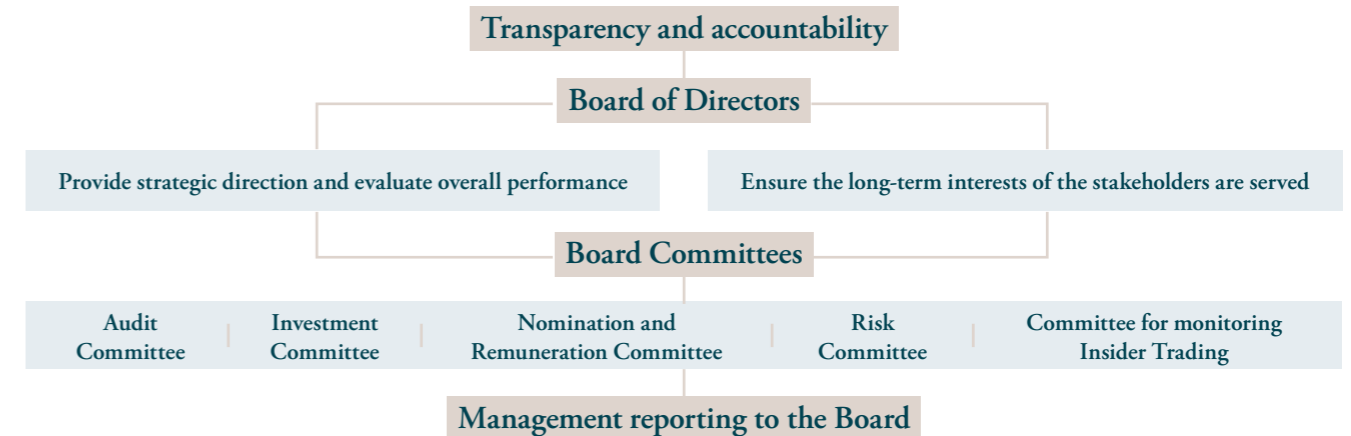 Transparency and accountability
Board of Directors
Provide strategic direction and evaluate overall performance
Ensure the long-term interests of the stakeholders are served
Board Committees
Audit
Committee
Investment
Committee
Nomination and
Remuneration Committee
Risk
Committee
Committee for monitoring
Insider Trading
Management reporting to the Board